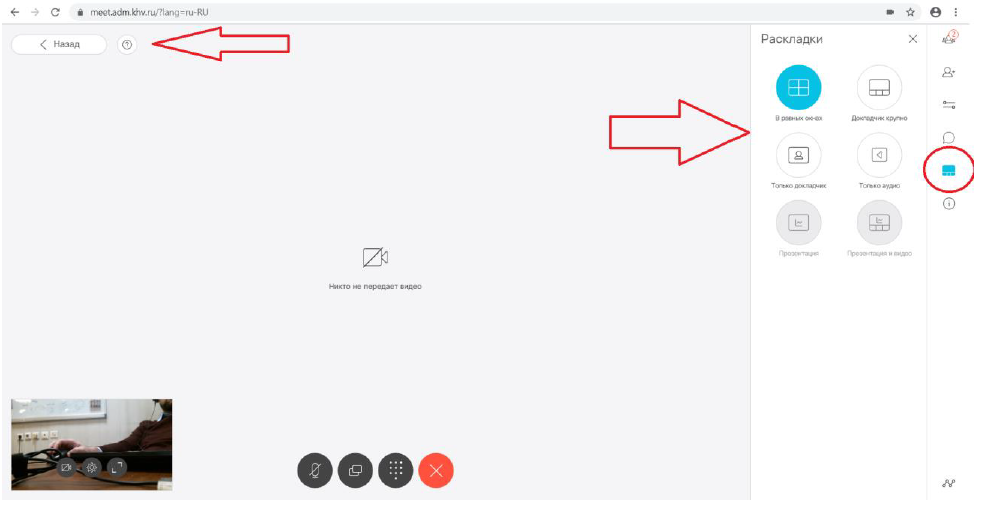 meet.adm.khv.ru/?lang=ru-RU
Назад
Раскладки
2
В равных окнах
Докладчик крупно
Только докладчик
Только аудио
Презентация
Презентация и видео
Никто не передает видео